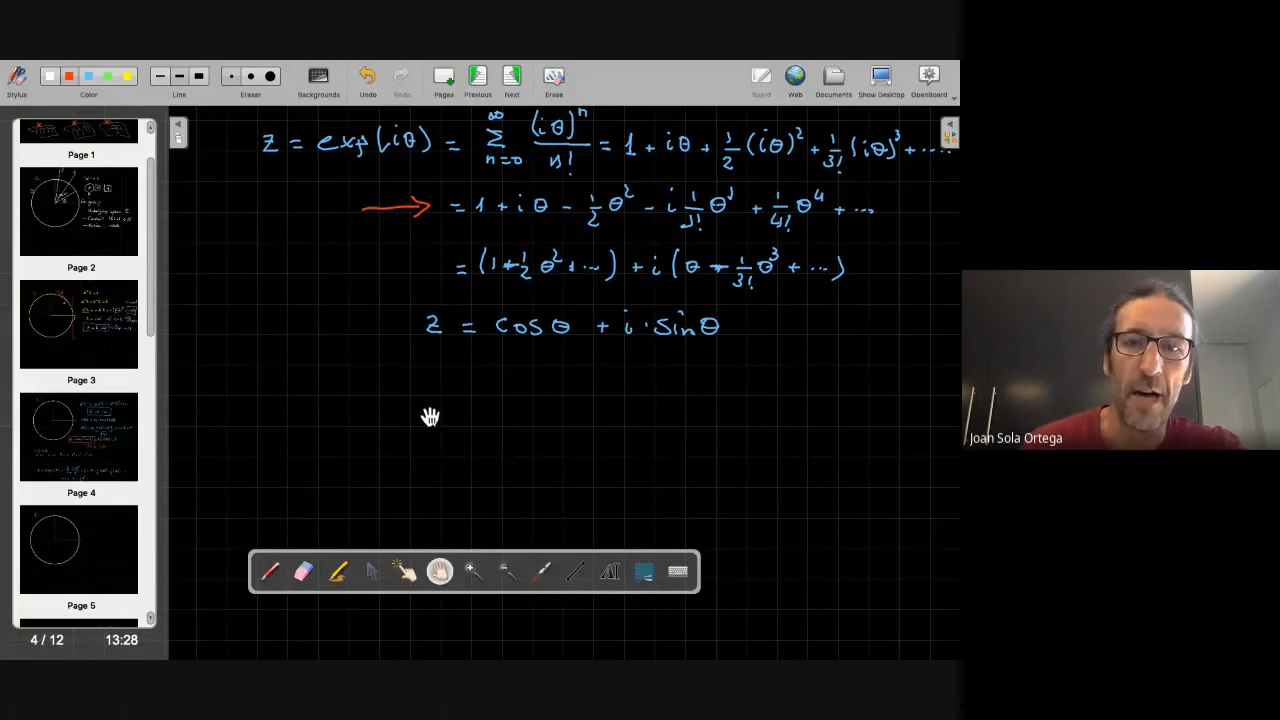 Stylus
Color
Line
Eraser
Backgrounds
Undo
Redo
Pages
Previous
Next
Erase
Board
Web
Documents
Show Desktop
OpenBoard
z = exp(iθ) = ∑ n=0 ∞ (iθ)^n / n! = 1 + iθ + 1/2 (iθ)^2 + 1/3! (iθ)^3 + ....
= 1 + iθ - 1/2 θ^2 - i 1/3! θ^3 + 1/4! θ^4 + ...
= (1 - 1/2 θ^2 + ...) + i (θ - 1/3! θ^3 + ...)
z = cos θ + i · sin θ
Page 1
Page 2
Page 3
Page 4
Page 5
4 / 12
13:28
AI
Joan Sola Ortega